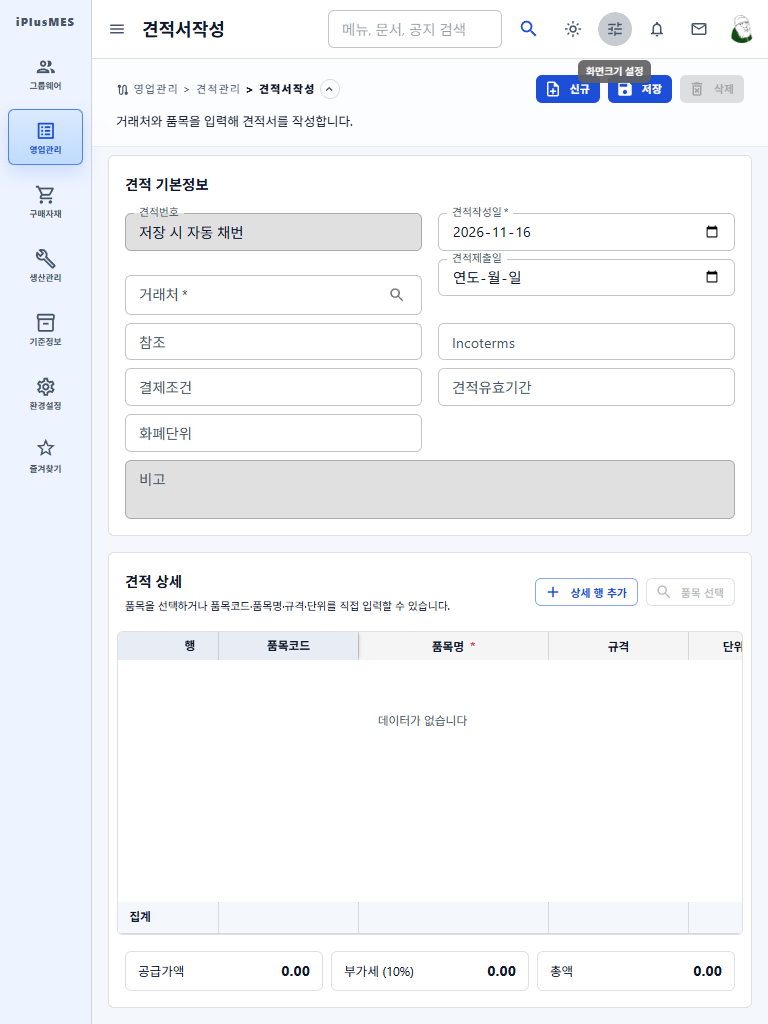 iPlusMES
견적서작성
메뉴, 문서, 공지 검색
화면크기 설정
그룹웨어
영업관리
구매자재
생산관리
기준정보
환경설정
즐겨찾기
영업관리 > 견적관리 > 견적서작성
신규
저장
삭제
거래처와 품목을 입력해 견적서를 작성합니다.
견적 기본정보
견적번호
저장 시 자동 채번
견적작성일 *
2026-11-16
견적제출일
연도-월-일
거래처 *
참조
Incoterms
결제조건
견적유효기간
화폐단위
비고
견적 상세
품목을 선택하거나 품목코드·품목명·규격·단위를 직접 입력할 수 있습니다.
상세 행 추가
품목 선택
행 품목코드 품목명 * 규격 단위
데이터가 없습니다
집계
공급가액 0.00
부가세 (10%) 0.00
총액 0.00